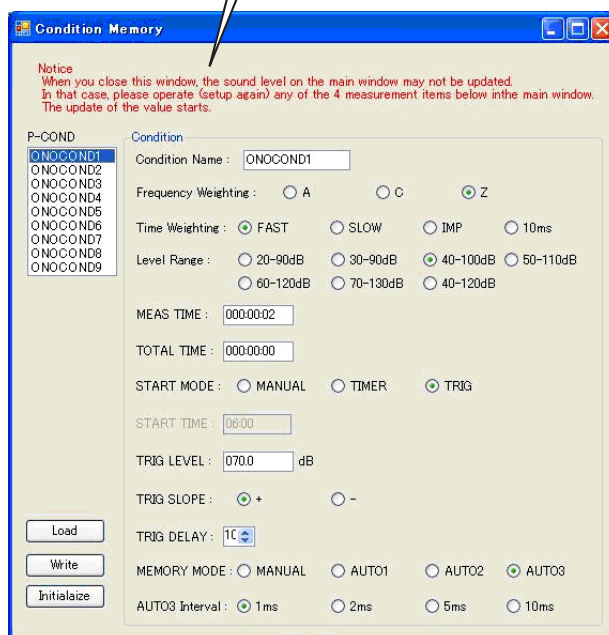 Condition Memory
Notice
When you close this window, the sound level on the main window may not be updated.
In that case, please operate (setup again) any of the 4 measurement items below inthe main window.
The update of the value starts.
P-COND
ONOCOND1
ONOCOND2
ONOCOND3
ONOCOND4
ONOCOND5
ONOCOND6
ONOCOND7
ONOCOND8
ONOCOND9
Load
Write
Initialaize
Condition
Condition Name : ONOCOND1
Frequency Weighting : A C Z
Time Weighting : FAST SLOW IMP 10ms
Level Range : 20-90dB 30-90dB 40-100dB 50-110dB
60-120dB 70-130dB 40-120dB
MEAS TIME : 000:00:02
TOTAL TIME : 000:00:00
START MODE : MANUAL TIMER TRIG
START TIME : 06:00
TRIG LEVEL : 070.0 dB
TRIG SLOPE : + -
TRIG DELAY :
MEMORY MODE : MANUAL AUTO1 AUTO2 AUTO3
AUTO3 Interval : 1ms 2ms 5ms 10ms